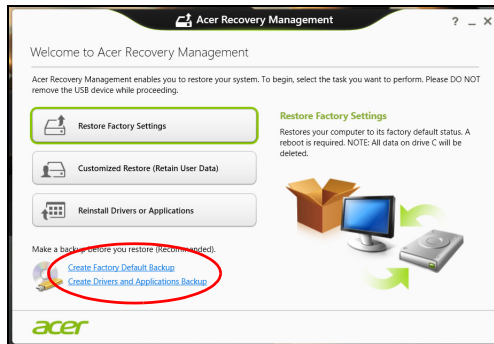 Acer Recovery Management
Welcome to Acer Recovery Management
Acer Recovery Management enables you to restore your system. To begin, select the task you want to perform. Please DO NOT
remove the USB device while proceeding.
Restore Factory Settings
Customized Restore (Retain User Data)
Reinstall Drivers or Applications
Restore Factory Settings
Restores your computer to its factory default status. A
reboot is required. NOTE: All data on drive C will be
deleted.
Make a backup before you restore (Recommended).
Create Factory Default Backup
Create Drivers and Applications Backup
acer